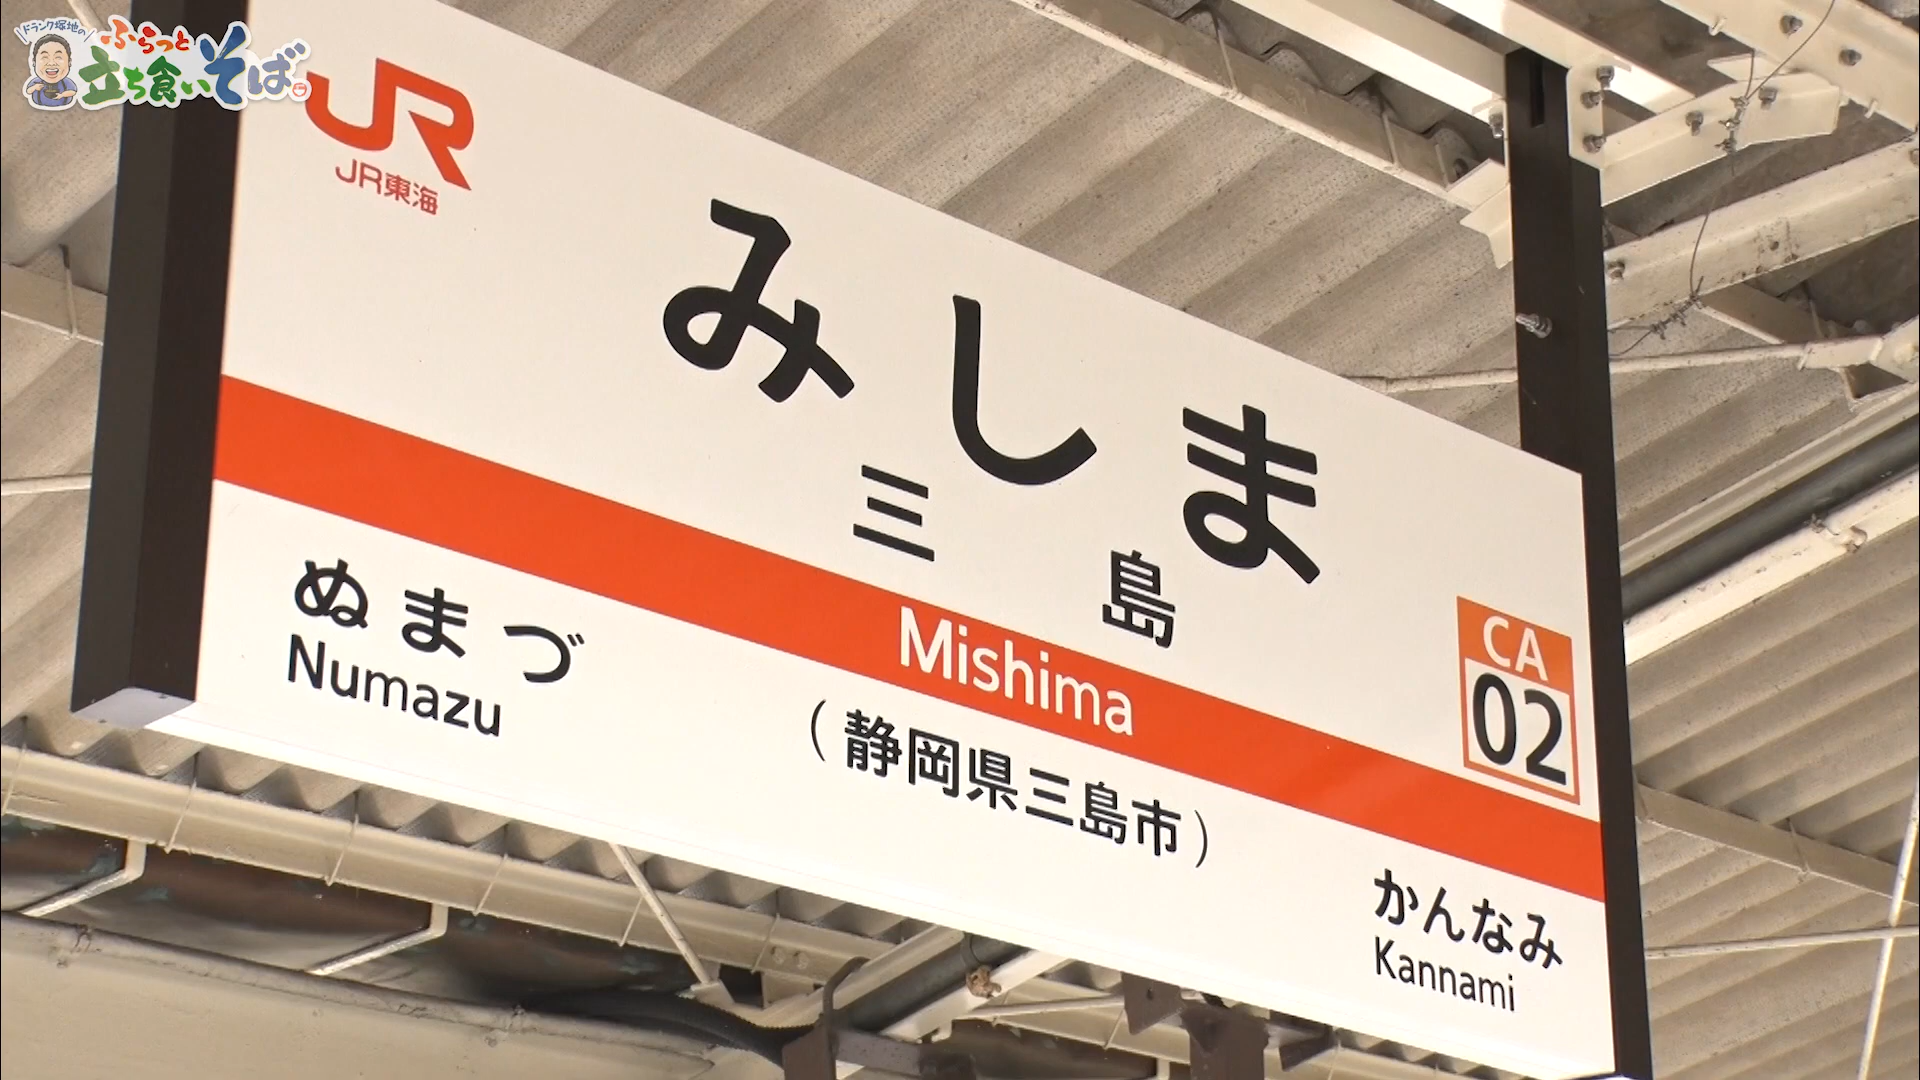 ドランク塚地の
ふらっと
立ち食いそば
JR
JR東海
みしま
三島
Mishima
CA
02
ぬまづ
Numazu
(静岡県三島市)
かんなみ
Kannami